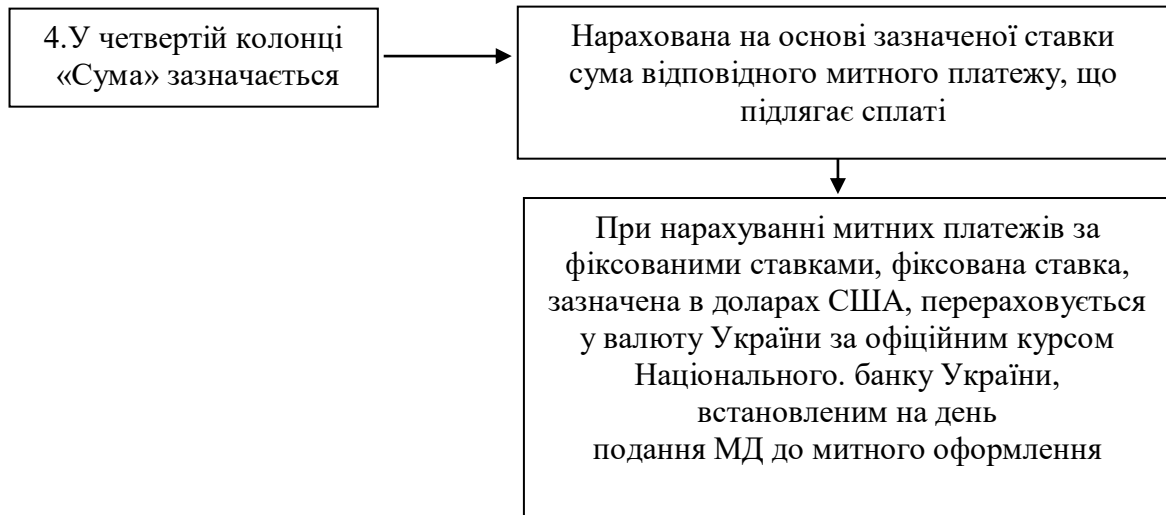 4.У четвертій колонці
«Сума» зазначається
Нарахована на основі зазначеної ставки
сума відповідного митного платежу, що
підлягає сплаті
При нарахуванні митних платежів за
фіксованими ставками, фіксована ставка,
зазначена в доларах США, перераховується
у валюту України за офіційним курсом
Національного. банку України,
встановленим на день
подання МД до митного оформлення